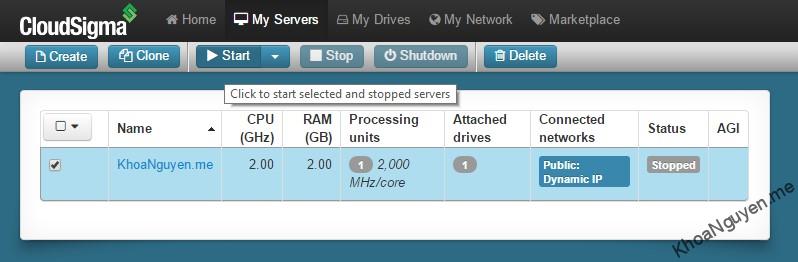 CloudSigma Home My Servers My Drives My Network Marketplace
Create Clone Start Stop Shutdown Delete
Click to start selected and stopped servers
Name CPU (GHz) RAM (GB) Processing units Attached drives Connected networks Status AGI
KhoaNguyen.me 2.00 2.00 1 2,000 MHz/core 1 Public: Dynamic IP Stopped
KhoaNguyen.me